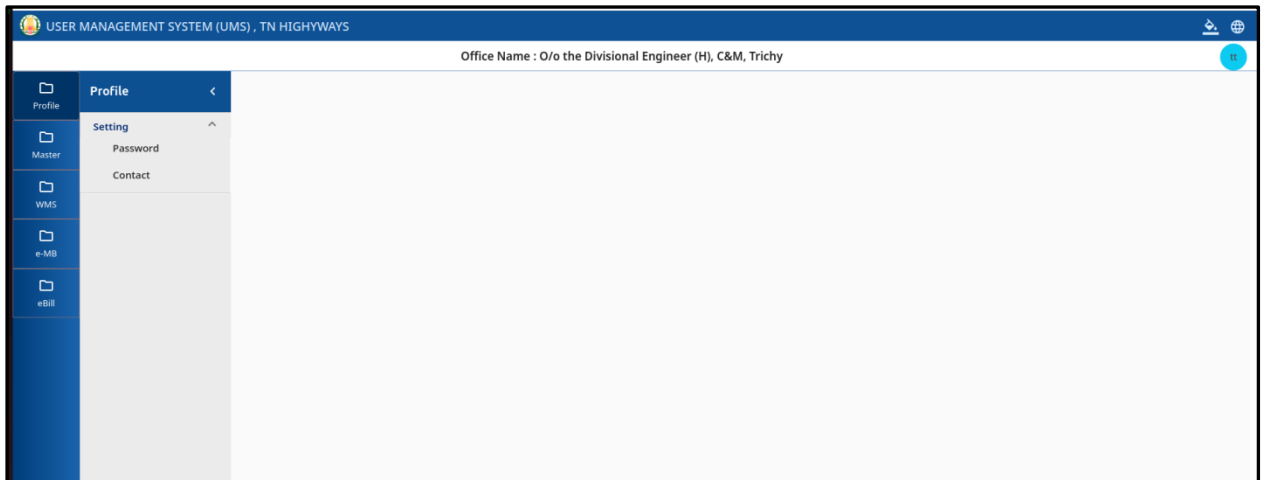 USER MANAGEMENT SYSTEM (UMS) , TN HIGHYWAYS
Office Name : O/o the Divisional Engineer (H), C&M, Trichy
tt
Profile
Master
WMS
e-MB
eBill
Profile
Setting
Password
Contact